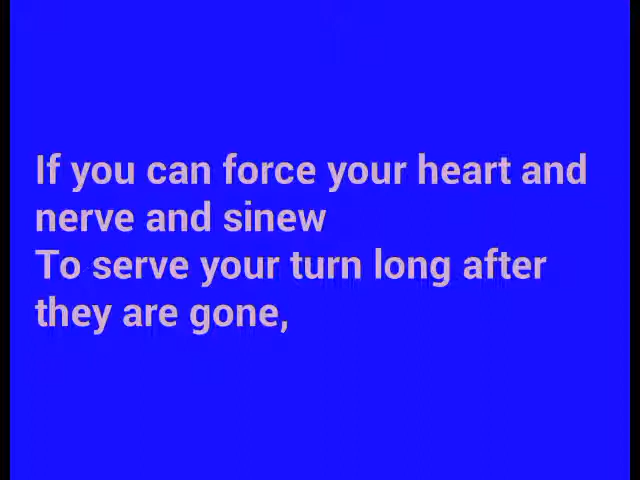 If you can force your heart and
nerve and sinew
To serve your turn long after
they are gone,